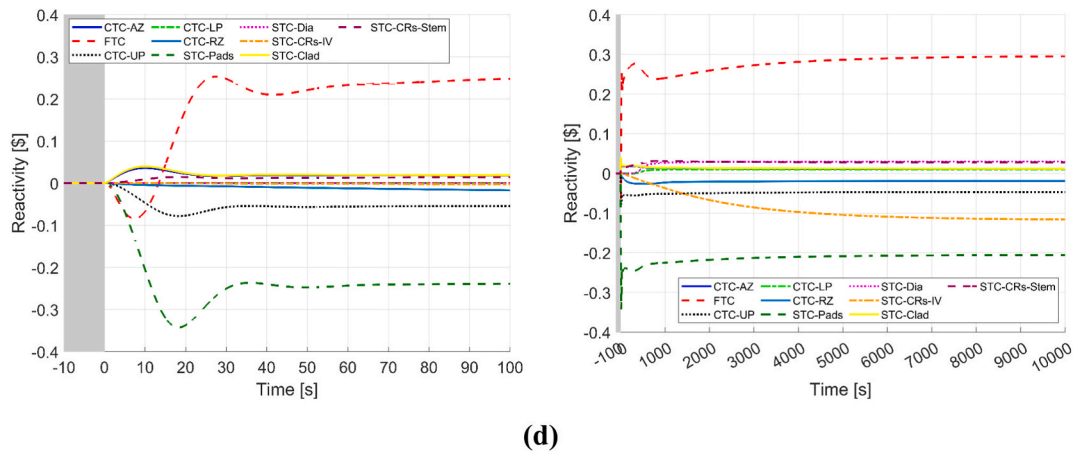 0.4
0.3
0.2
0.1
0
-0.1
-0.2
-0.3
-0.4
Reactivity [$]
CTC-AZ CTC-LP STC-Dia STC-CRs-Stem
FTC CTC-RZ STC-CRs-IV
CTC-UP STC-Pads STC-Clad
-10 0 10 20 30 40 50 60 70 80 90 100
Time [s]
0.4
0.3
0.2
0.1
0
-0.1
-0.2
-0.3
-0.4
Reactivity [$]
CTC-AZ CTC-LP STC-Dia STC-CRs-Stem
FTC CTC-RZ STC-CRs-IV
CTC-UP STC-Pads STC-Clad
-100 0 1000 2000 3000 4000 5000 6000 7000 8000 9000 10000
Time [s]
(d)